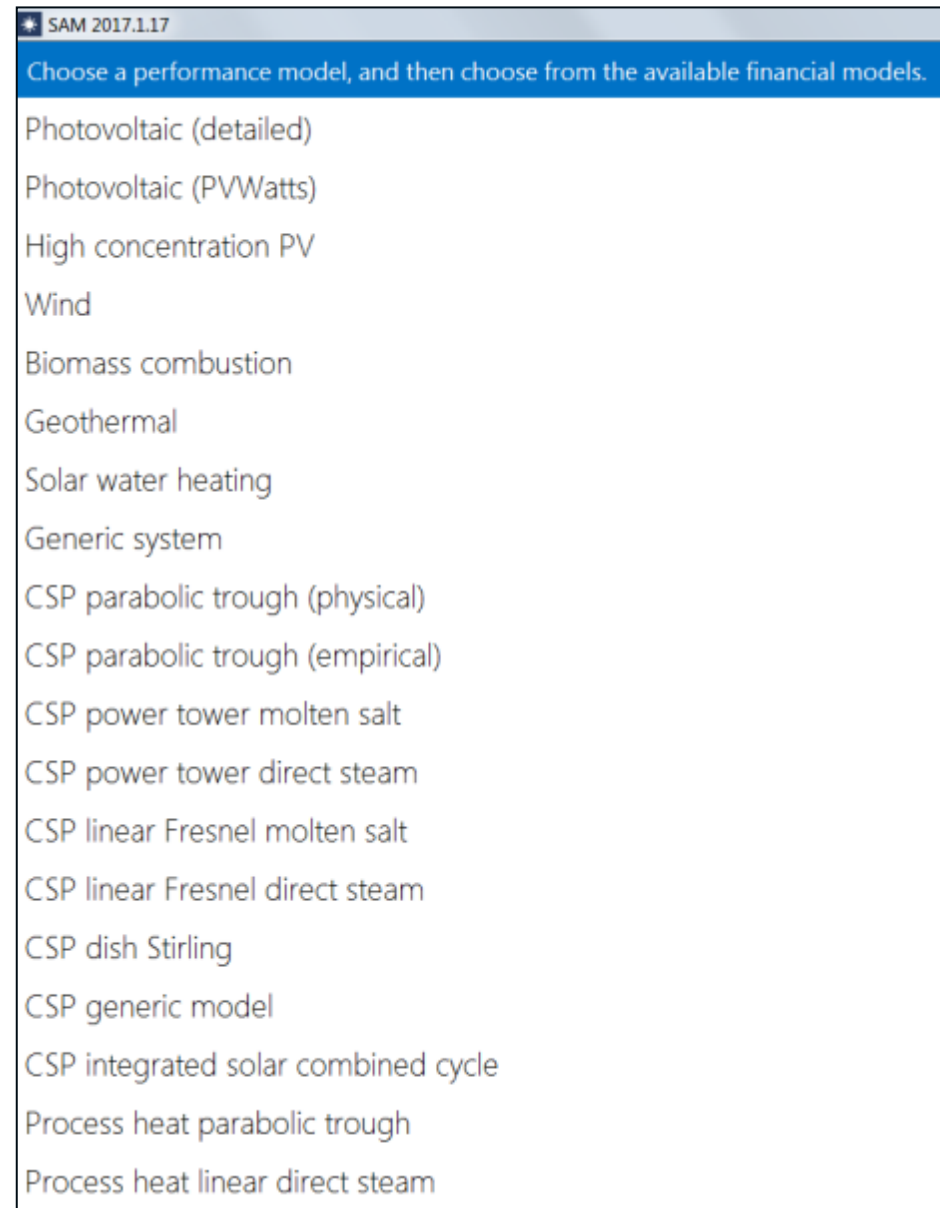 SAM 2017.1.17
Choose a performance model, and then choose from the available financial models.
Photovoltaic (detailed)
Photovoltaic (PVWatts)
High concentration PV
Wind
Biomass combustion
Geothermal
Solar water heating
Generic system
CSP parabolic trough (physical)
CSP parabolic trough (empirical)
CSP power tower molten salt
CSP power tower direct steam
CSP linear Fresnel molten salt
CSP linear Fresnel direct steam
CSP dish Stirling
CSP generic model
CSP integrated solar combined cycle
Process heat parabolic trough
Process heat linear direct steam